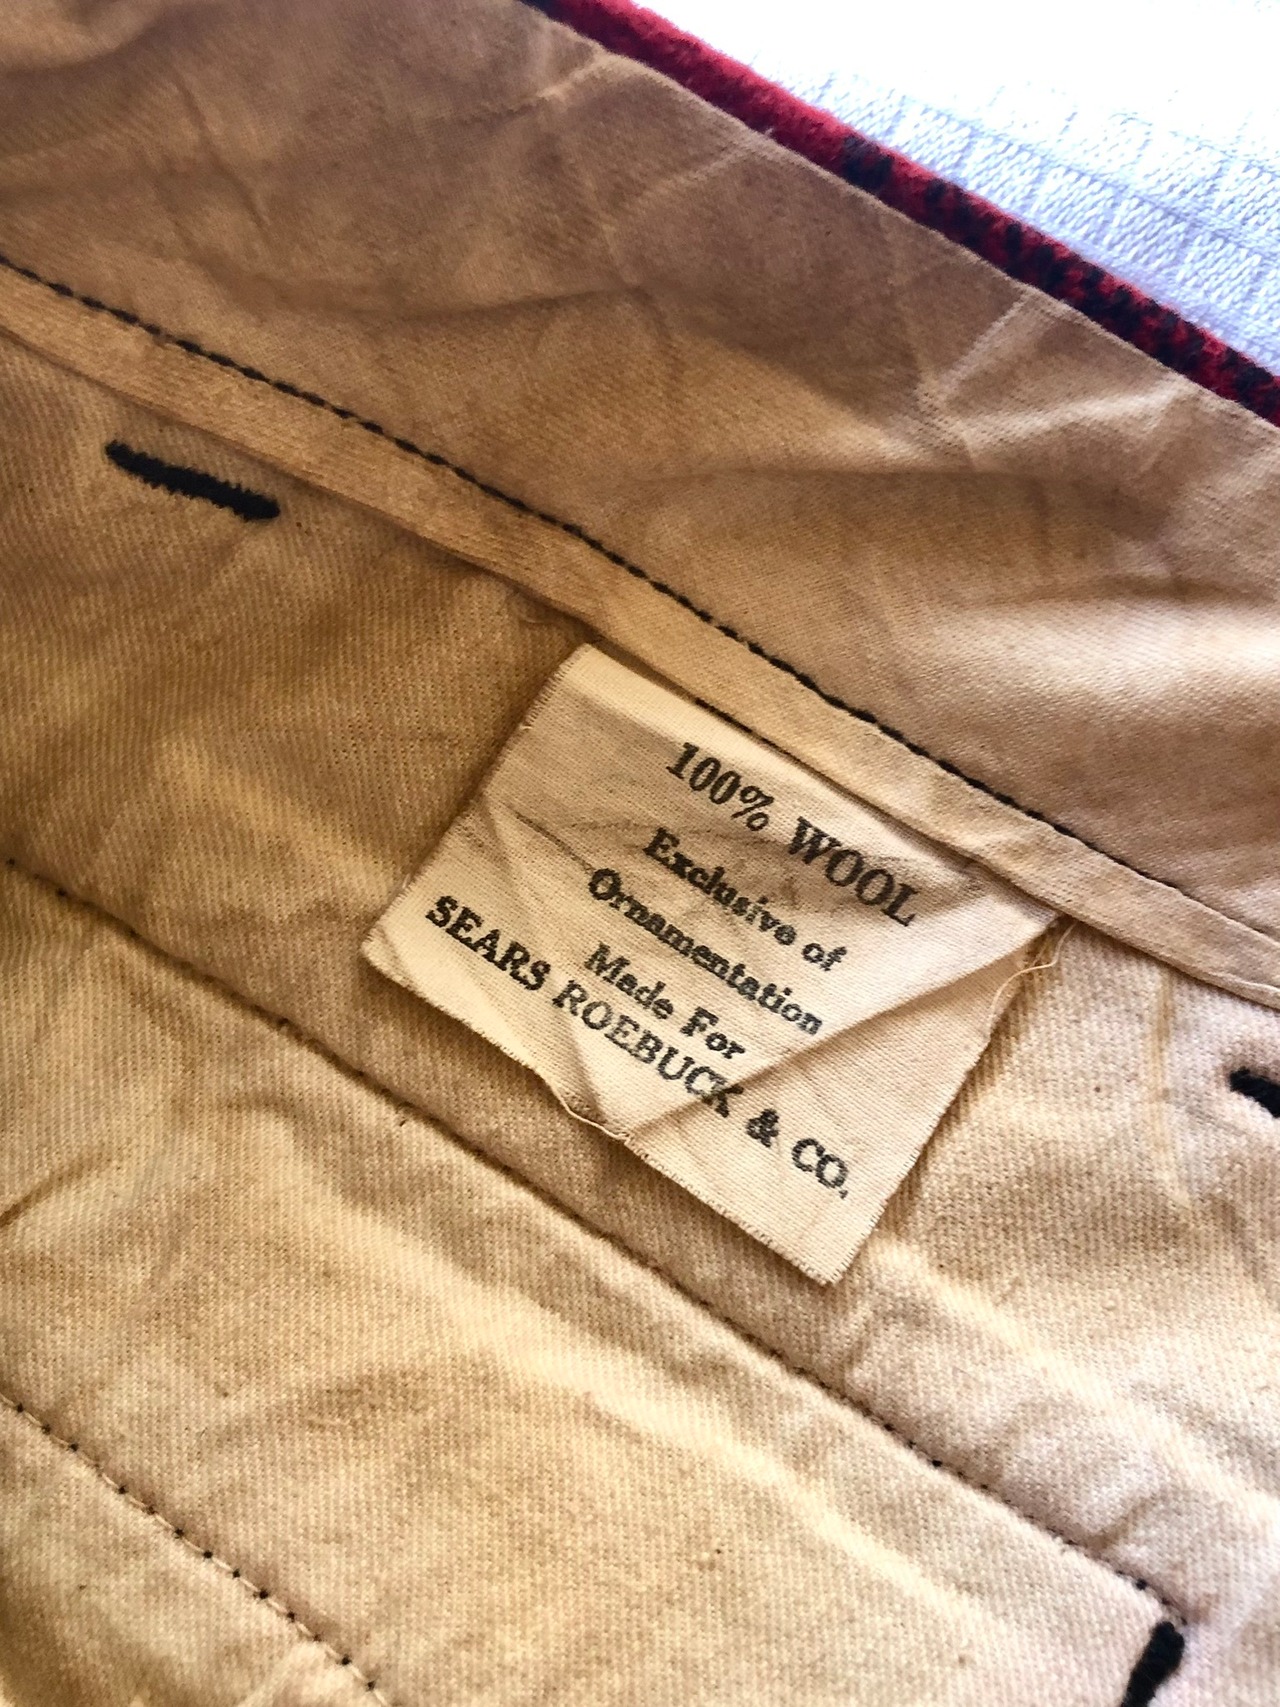 100% WOOL
Exclusive of
Ornamentation
Made For
SEARS ROEBUCK & CO.